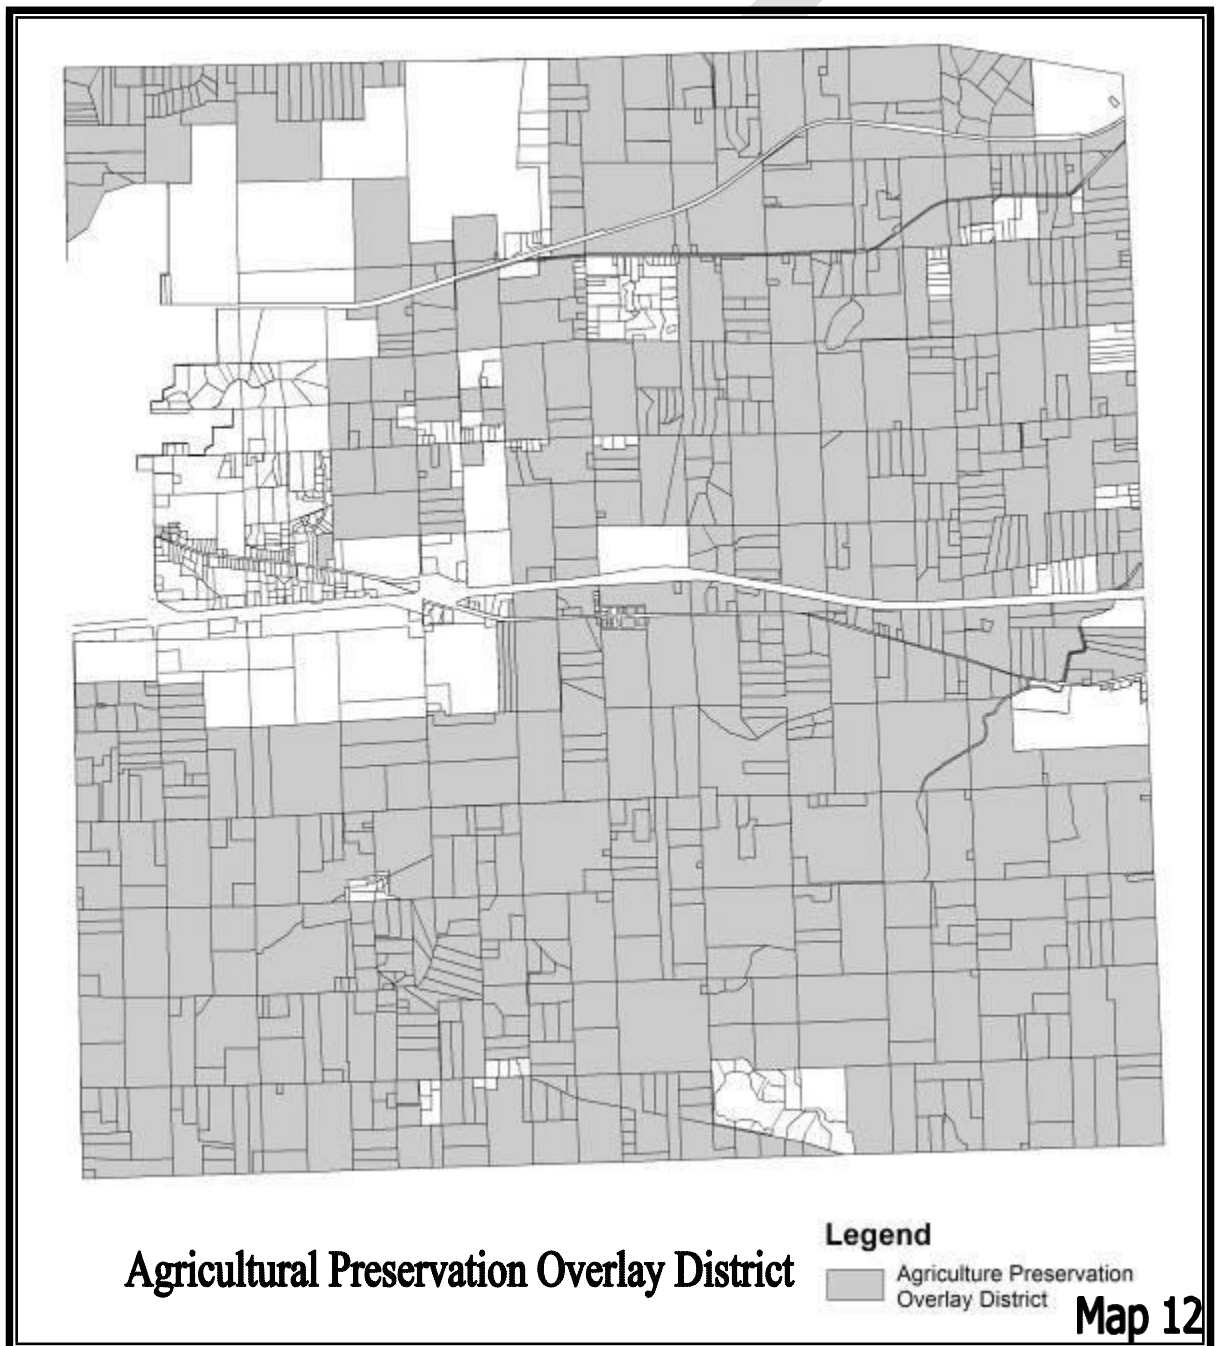 Agricultural Preservation Overlay District
Legend
Agriculture Preservation
Overlay District
Map 12